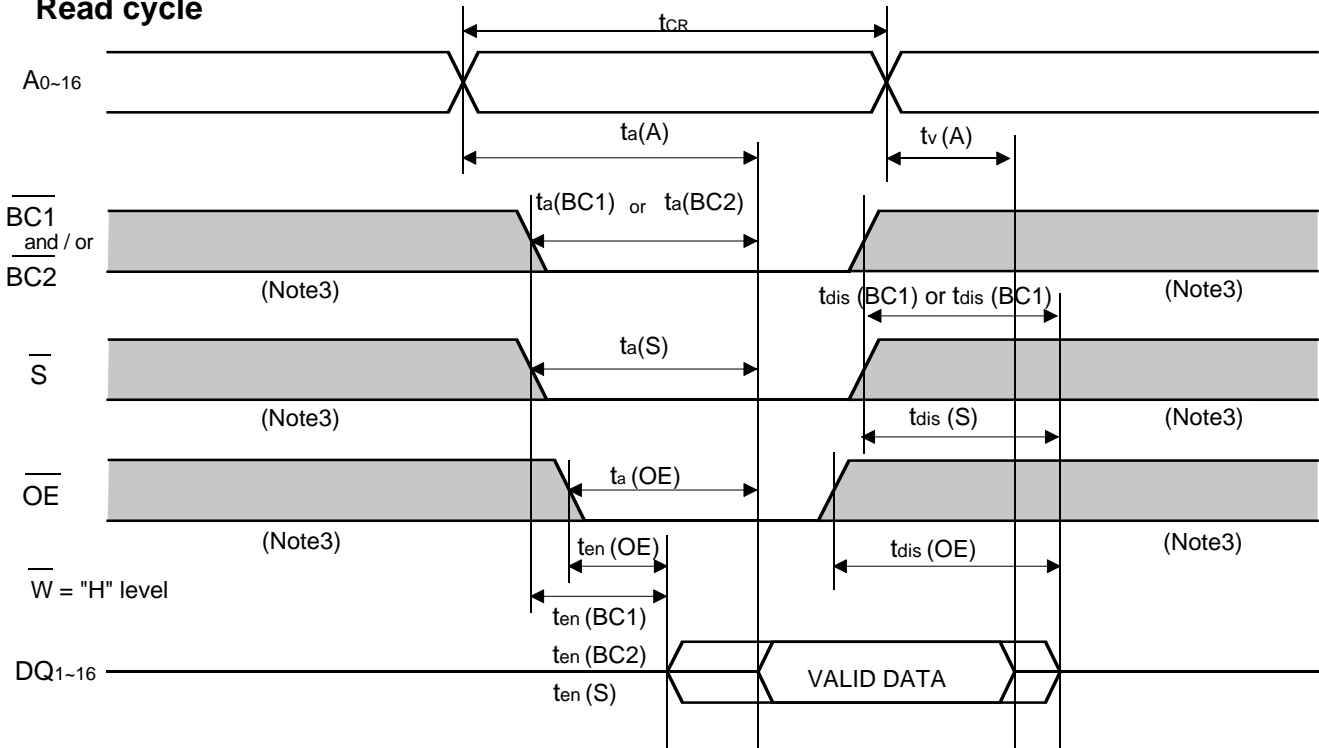 Read cycle
tCR
A0~16
ta(A)
tv (A)
BC1
and / or
BC2
ta(BC1) or ta(BC2)
(Note3)
tdis (BC1) or tdis (BC1)
(Note3)
S
ta(S)
(Note3)
tdis (S)
(Note3)
OE
ta (OE)
(Note3)
ten (OE)
tdis (OE)
(Note3)
W = "H" level
ten (BC1)
ten (BC2)
DQ1~16
VALID DATA
ten (S)